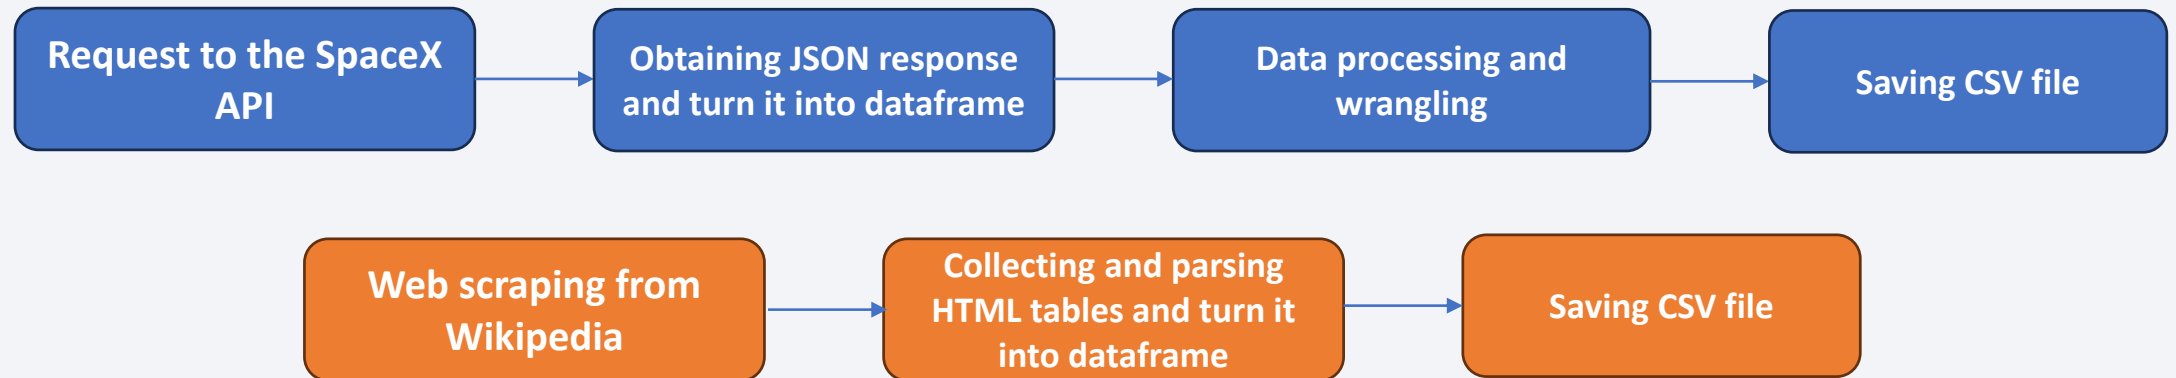 Request to the SpaceX
API
Obtaining JSON response
and turn it into dataframe
Data processing and
wrangling
Saving CSV file
Web scraping from
Wikipedia
Collecting and parsing
HTML tables and turn it
into dataframe
Saving CSV file